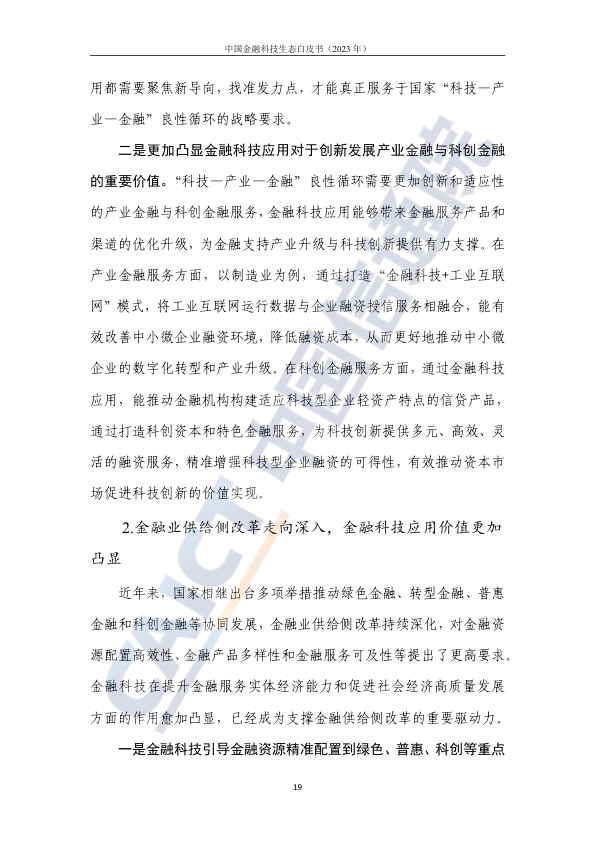 中国金融科技生态白皮书（2023 年）
用都需要聚焦新导向，找准发力点，才能真正服务于国家“科技—产
业—金融”良性循环的战略要求。
二是更加凸显金融科技应用对于创新发展产业金融与科创金融
的重要价值。“科技—产业—金融”良性循环需要更加创新和适应性
的产业金融与科创金融服务，金融科技应用能够带来金融服务产品和
渠道的优化升级，为金融支持产业升级与科技创新提供有力支撑。在
产业金融服务方面，以制造业为例，通过打造“金融科技+工业互联
网”模式，将工业互联网运行数据与企业融资授信服务相融合，能有
效改善中小微企业融资环境，降低融资成本，从而更好地推动中小微
企业的数字化转型和产业升级。在科创金融服务方面，通过金融科技
应用，能推动金融机构构建适应科技型企业轻资产特点的信贷产品，
通过打造科创资本和特色金融服务，为科技创新提供多元、高效、灵
活的融资服务，精准增强科技型企业融资的可得性，有效推动资本市
场促进科技创新的价值实现。
2.金融业供给侧改革走向深入，金融科技应用价值更加
凸显
近年来，国家相继出台多项举措推动绿色金融、转型金融、普惠
金融和科创金融等协同发展，金融业供给侧改革持续深化，对金融资
源配置高效性、金融产品多样性和金融服务可及性等提出了更高要求。
金融科技在提升金融服务实体经济能力和促进社会经济高质量发展
方面的作用愈加凸显，已经成为支撑金融供给侧改革的重要驱动力。
一是金融科技引导金融资源精准配置到绿色、普惠、科创等重点
19
CAICT 中国信通院